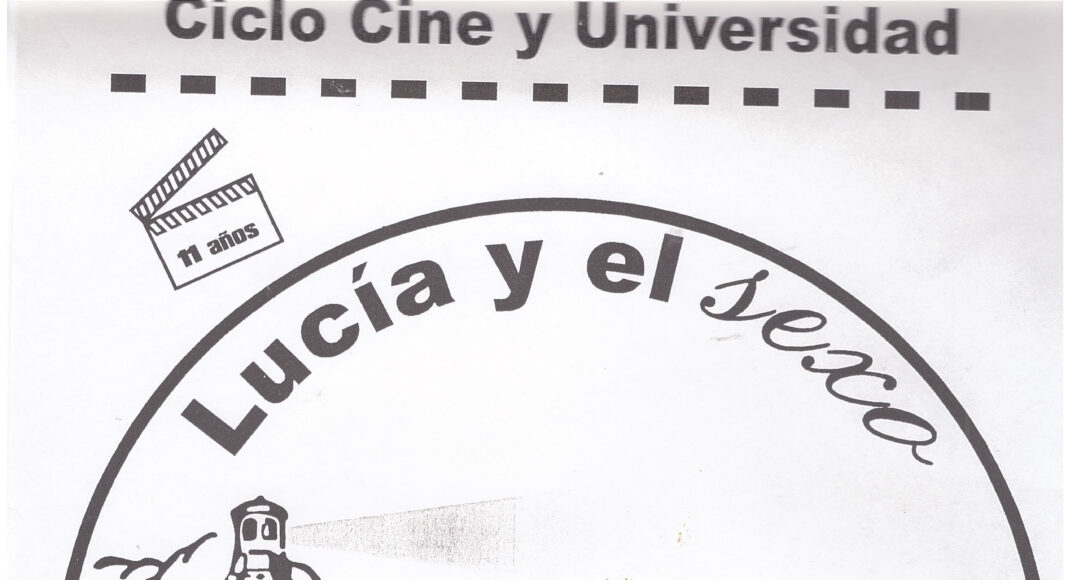 Ciclo Cine y Universidad
11 años
Lucía y el sexo